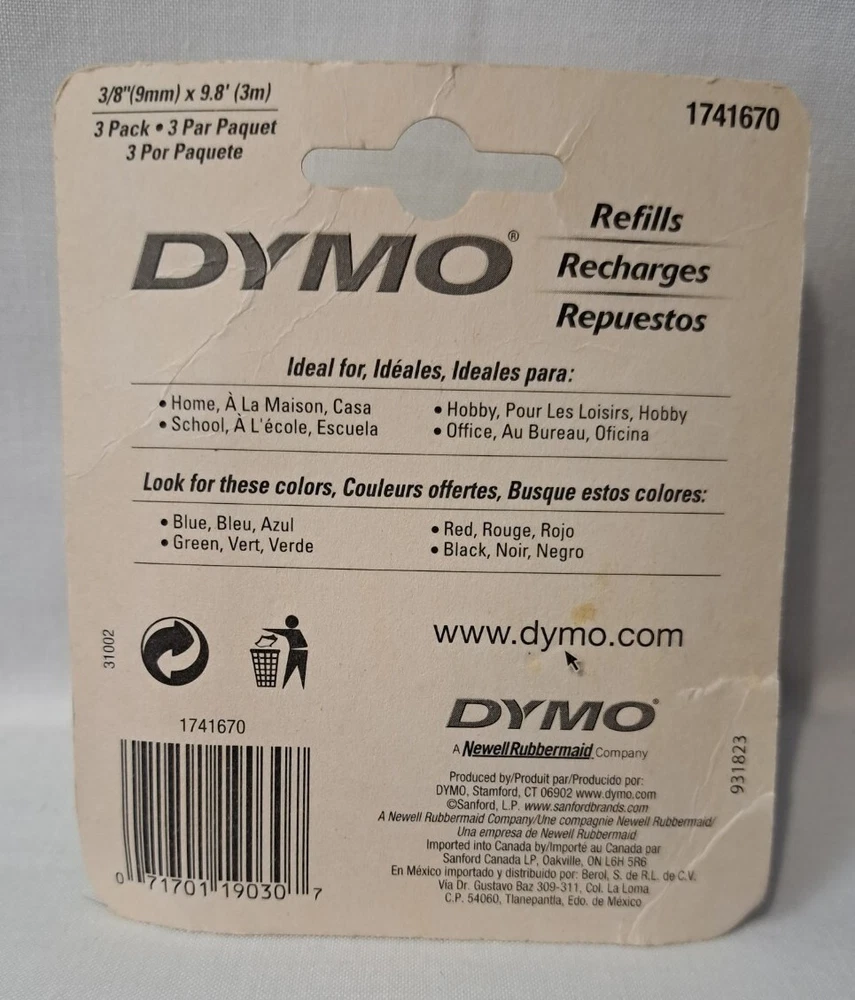 3/8"(9mm) x 9.8' (3m)
3 Pack • 3 Par Paquet
3 Por Paquete
1741670
DYMO®
Refills
Recharges
Repuestos
Ideal for, Idéales, Ideales para:
• Home, À La Maison, Casa
• School, À L'école, Escuela
• Hobby, Pour Les Loisirs, Hobby
• Office, Au Bureau, Oficina
Look for these colors, Couleurs offertes, Busque estos colores:
• Blue, Bleu, Azul
• Green, Vert, Verde
• Red, Rouge, Rojo
• Black, Noir, Negro
31002
www.dymo.com
1741670
0 71701 19030 7
DYMO®
A NewellRubbermaid Company
931823
Produced by/Produit par/Producido por:
DYMO, Stamford, CT 06902 www.dymo.com
©Sanford, L.P. www.sanfordbrands.com
A Newell Rubbermaid Company/Une compagnie Newell Rubbermaid/
Una empresa de Newell Rubbermaid
Imported into Canada by/Importé au Canada par
Sanford Canada LP, Oakville, ON L6H 5R6
En México importado y distribuido por: Berol, S. de R.L. de C.V.
Vía Dr. Gustavo Baz 309-311, Col. La Loma
C.P. 54060, Tlanepantla, Edo. de México